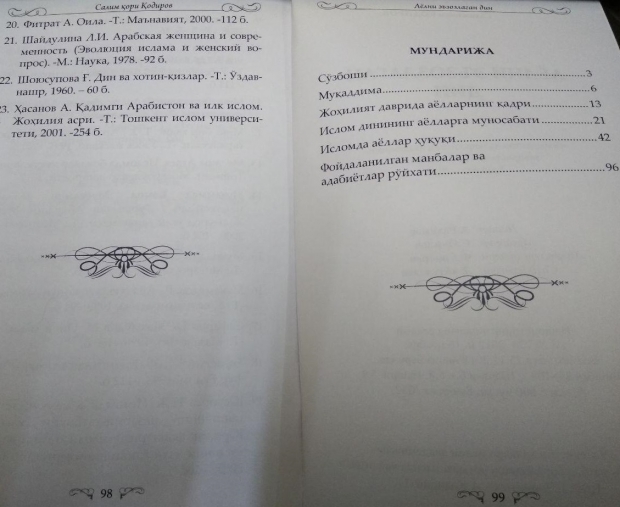 Салим қори Қодиров
20. Фитрат А. Оила. -Т.: Маънавият, 2000. -112 б.
21. Шайдулина Л.И. Арабская женщина и совре-
менность (Эволюция ислама и женский во-
прос). -М.: Наука, 1978. -92 б.
22. Шоюсупова Ғ. Дин ва хотин-қизлар. -Т.: Ўздав-
нашр, 1960. – 60 б.
23. Ҳасанов А. Қадимги Арабистон ва илк ислом.
Жоҳилия асри. -Т.: Тошкент ислом универси-
тети, 2001. -254 б.
98
Аёлни эъзозлаган дин
МУНДАРИЖА
Сўзбоши ... 3
Муқаддима ... 6
Жоҳилият даврида аёлларнинг қадри ... 13
Ислом динининг аёлларга муносабати ... 21
Исломда аёллар ҳуқуқи ... 42
Фойдаланилган манбалар ва
адабиётлар рўйхати ... 96
99